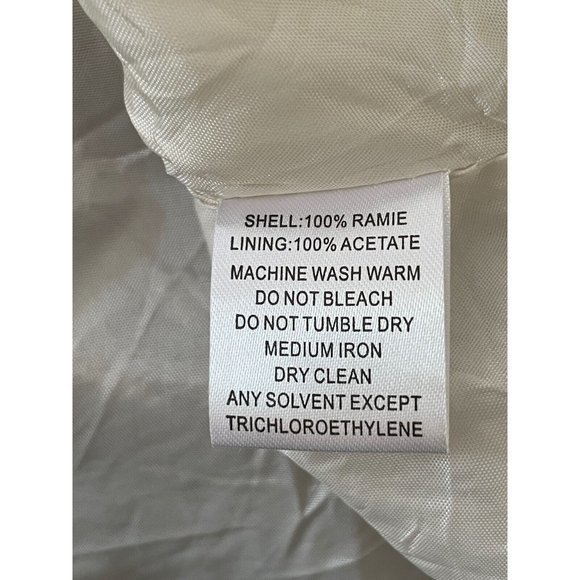 SHELL:100% RAMIE
LINING:100% ACETATE
MACHINE WASH WARM
DO NOT BLEACH
DO NOT TUMBLE DRY
MEDIUM IRON
DRY CLEAN
ANY SOLVENT EXCEPT
TRICHLOROETHYLENE